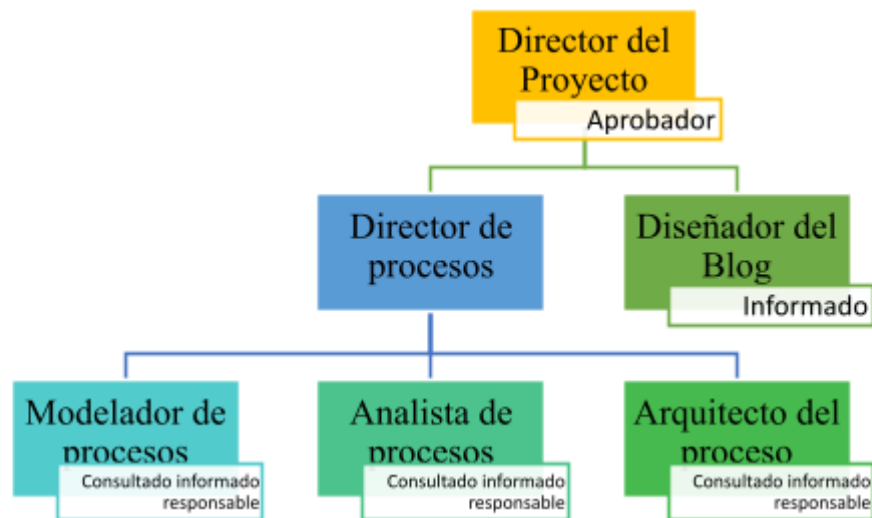 Director del
Proyecto
Aprobador
Director de
procesos
Diseñador del
Blog
Informado
Modelador de
procesos
Consultado informado
responsable
Analista de
procesos
Consultado informado
responsable
Arquitecto del
proceso
Consultado informado
responsable